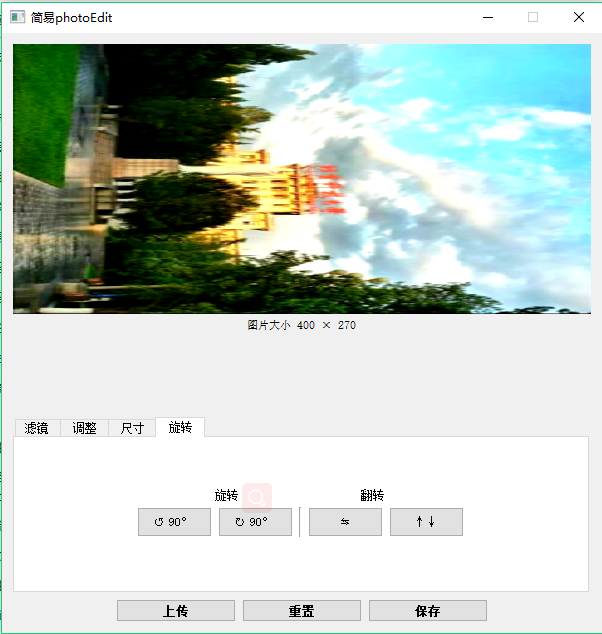 简易photoEdit
图片大小 400 × 270
滤镜 调整 尺寸 旋转
旋转 翻转
↺ 90° ↻ 90° ⇋ ↑↓
上传 重置 保存